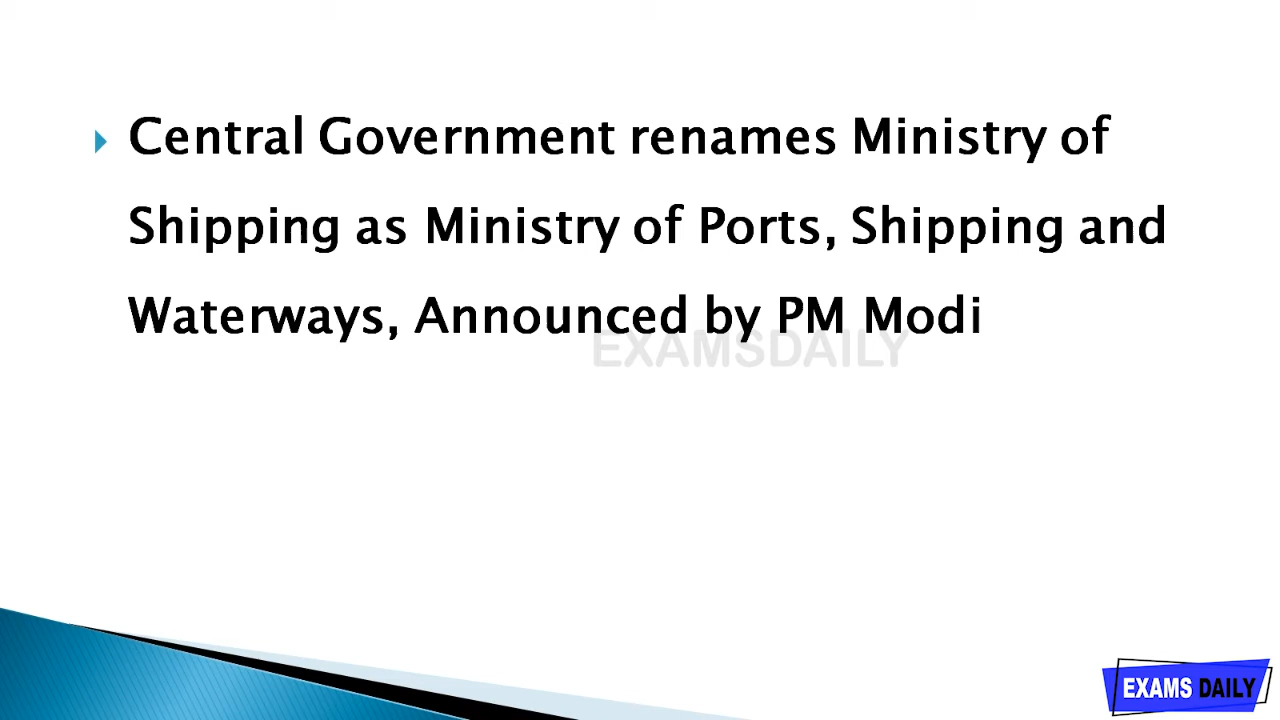 Central Government renames Ministry of
Shipping as Ministry of Ports, Shipping and
Waterways, Announced by PM Modi
EXAMSDAILY
EXAMS DAILY